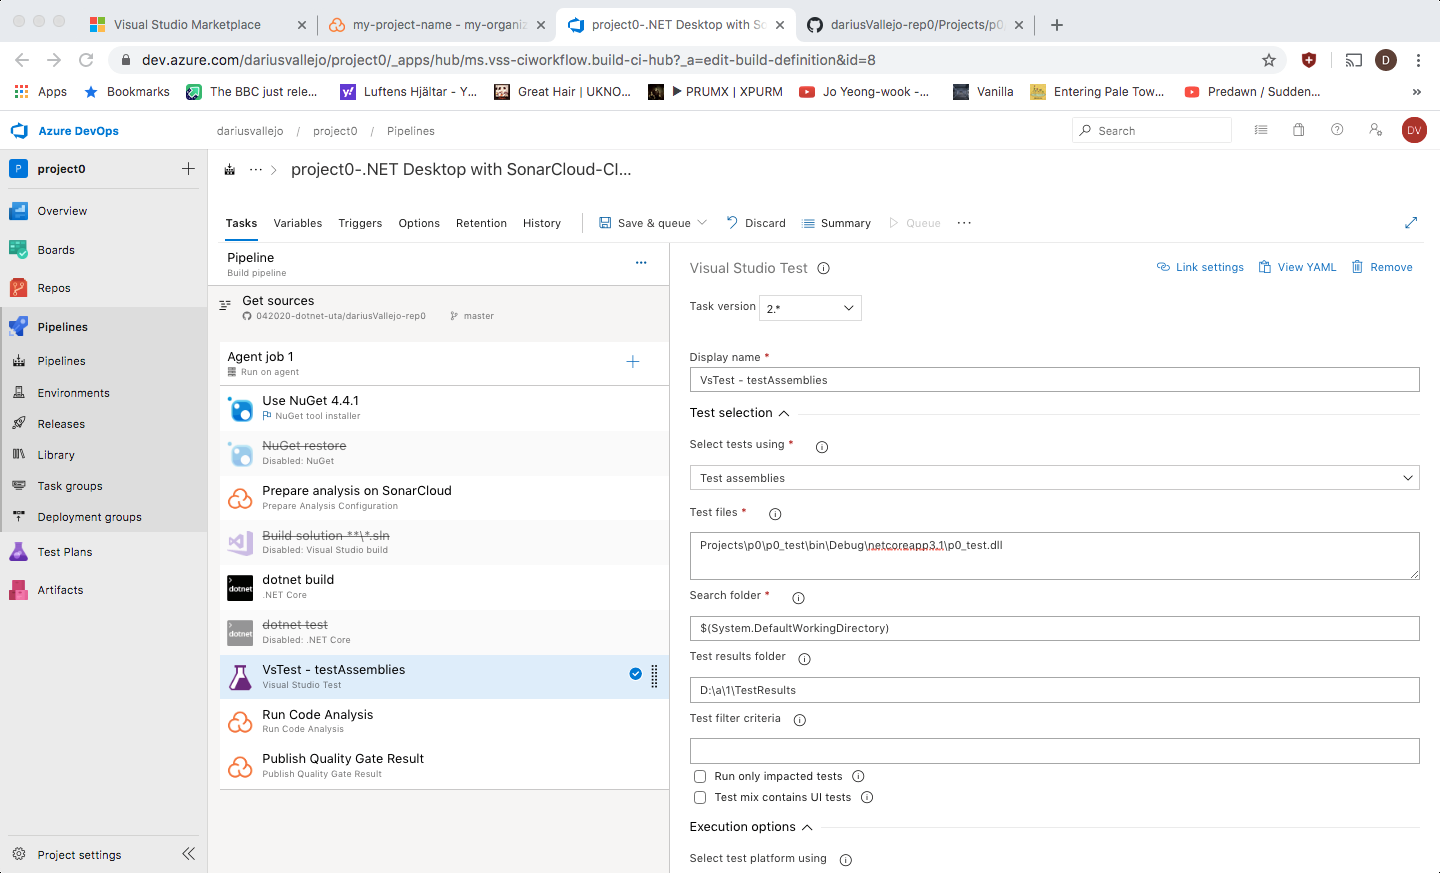 Visual Studio Marketplace
my-project-name - my-organiz
project0-.NET Desktop with So
dariusVallejo-rep0/Projects/p0
dev.azure.com/dariusvallejo/project0/_apps/hub/ms.vss-ciworkflow.build-ci-hub?_a=edit-build-definition&id=8
D
Apps
Bookmarks
The BBC just rele...
Luftens Hjältar - Y...
Great Hair | UKNO...
▶ PRUMX | XPURM
Jo Yeong-wook -...
Vanilla
Entering Pale Tow...
Predawn / Sudden...
»
Azure DevOps
dariusvallejo / project0 / Pipelines
Search
DV
P project0
Overview
Boards
Repos
Pipelines
Pipelines
Environments
Releases
Library
Task groups
Deployment groups
Test Plans
Artifacts
Project settings
project0-.NET Desktop with SonarCloud-CI...
Tasks
Variables
Triggers
Options
Retention
History
Save & queue
Discard
Summary
Queue
Pipeline
Build pipeline
Get sources
042020-dotnet-uta/dariusVallejo-rep0
master
Agent job 1
Run on agent
Use NuGet 4.4.1
NuGet tool installer
NuGet restore
Disabled: NuGet
Prepare analysis on SonarCloud
Prepare Analysis Configuration
Build solution **\*.sln
Disabled: Visual Studio build
dotnet
dotnet build
.NET Core
dotnet
dotnet test
Disabled: .NET Core
VsTest - testAssemblies
Visual Studio Test
Run Code Analysis
Run Code Analysis
Publish Quality Gate Result
Publish Quality Gate Result
Visual Studio Test
Link settings
View YAML
Remove
Task version 2.*
Display name *
VsTest - testAssemblies
Test selection
Select tests using *
Test assemblies
Test files *
Projects\p0\p0_test\bin\Debug\netcoreapp3.1\p0_test.dll
Search folder *
$(System.DefaultWorkingDirectory)
Test results folder
D:\a\1\TestResults
Test filter criteria
Run only impacted tests
Test mix contains UI tests
Execution options
Select test platform using